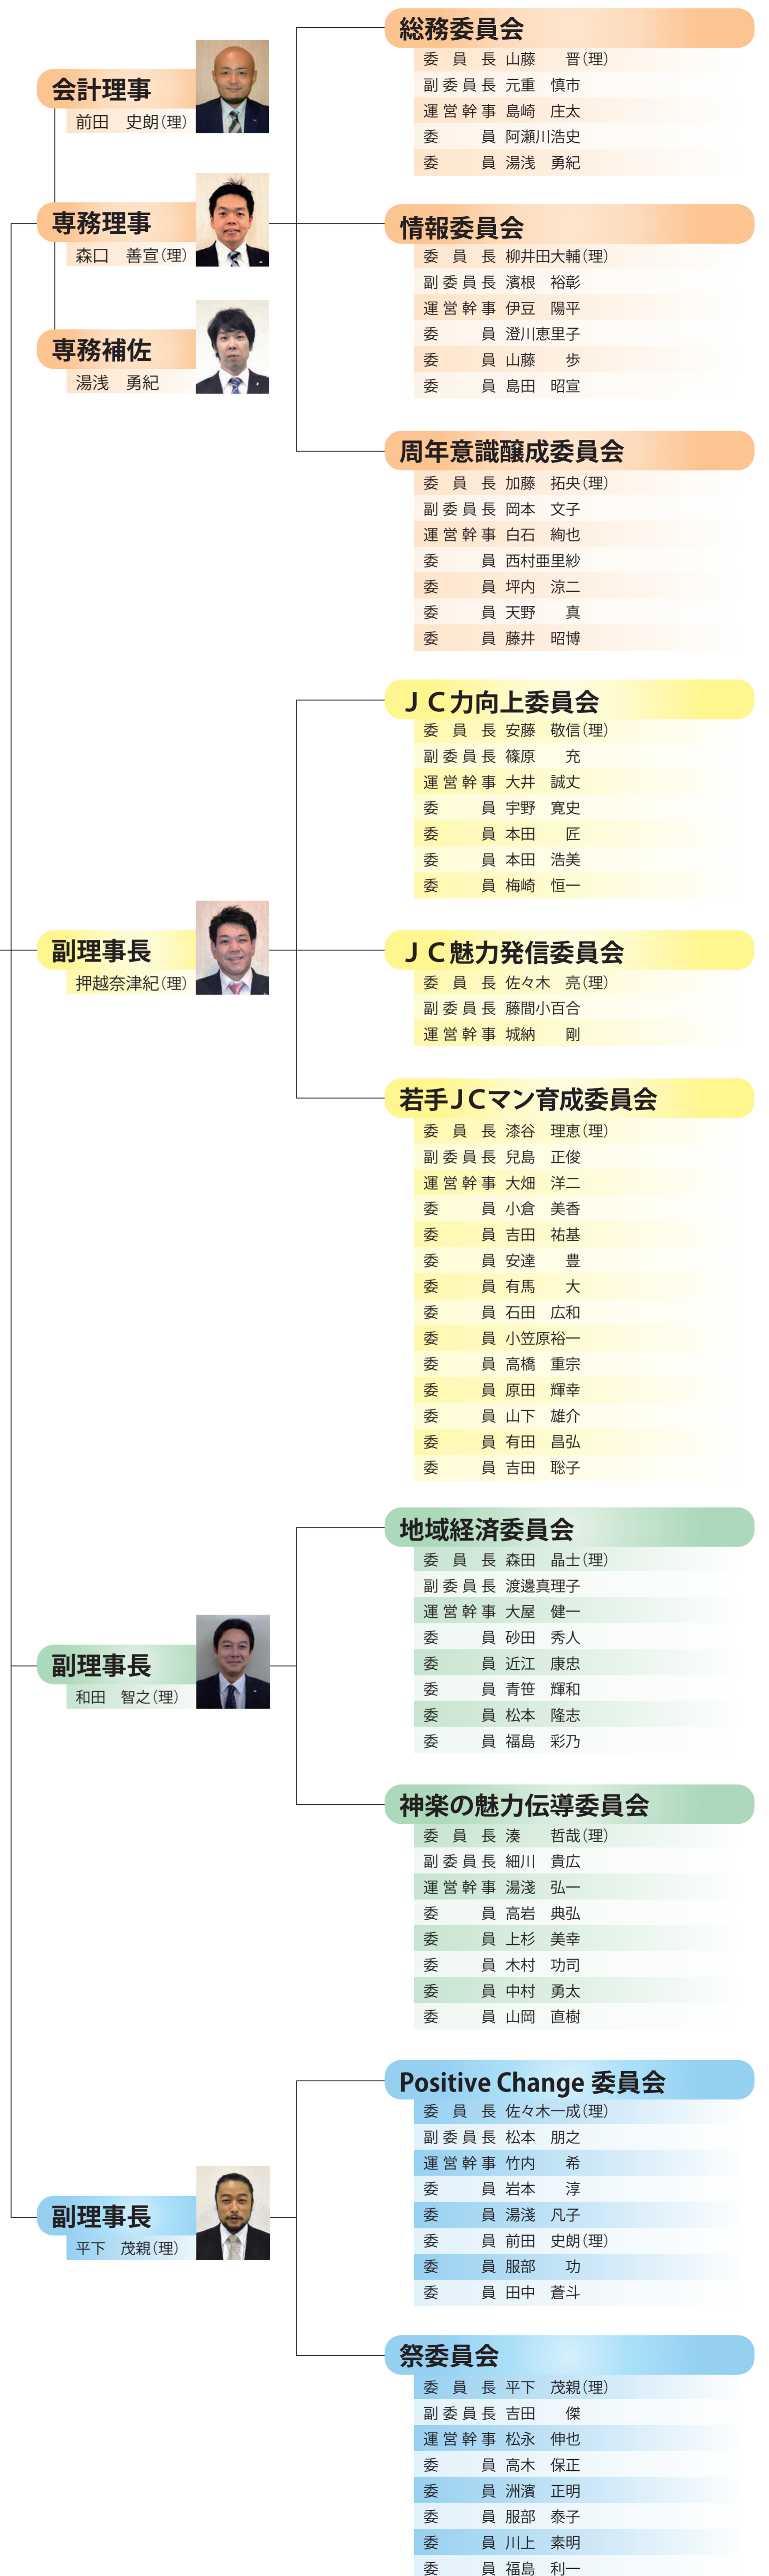 会計理事
前田　史朗(理)
専務理事
森口　善宣(理)
専務補佐
湯浅　勇紀
総務委員会
委員長 山藤　晋(理)
副委員長 元重　慎市
運営幹事 島崎　庄太
委員 阿瀬川浩史
委員 湯浅　勇紀
情報委員会
委員長 柳井田大輔(理)
副委員長 濱根　裕彰
運営幹事 伊豆　陽平
委員 澄川恵里子
委員 山藤　歩
委員 島田　昭宣
周年意識醸成委員会
委員長 加藤　拓央(理)
副委員長 岡本　文子
運営幹事 白石　絢也
委員 西村亜里紗
委員 坪内　涼二
委員 天野　真
委員 藤井　昭博
副理事長
押越奈津紀(理)
ＪＣ力向上委員会
委員長 安藤　敬信(理)
副委員長 篠原　充
運営幹事 大井　誠丈
委員 宇野　寛史
委員 本田　匠
委員 本田　浩美
委員 梅崎　恒一
ＪＣ魅力発信委員会
委員長 佐々木　亮(理)
副委員長 藤間小百合
運営幹事 城納　剛
若手ＪＣマン育成委員会
委員長 漆谷　理恵(理)
副委員長 兒島　正俊
運営幹事 大畑　洋二
委員 小倉　美香
委員 吉田　祐基
委員 安達　豊
委員 有馬　大
委員 石田　広和
委員 小笠原裕一
委員 高橋　重宗
委員 原田　輝幸
委員 山下　雄介
委員 有田　昌弘
委員 吉田　聡子
副理事長
和田　智之(理)
地域経済委員会
委員長 森田　晶士(理)
副委員長 渡邊真理子
運営幹事 大屋　健一
委員 砂田　秀人
委員 近江　康忠
委員 青笹　輝和
委員 松本　隆志
委員 福島　彩乃
神楽の魅力伝導委員会
委員長 湊　哲哉(理)
副委員長 細川　貴広
運営幹事 湯淺　弘一
委員 高岩　典弘
委員 上杉　美幸
委員 木村　功司
委員 中村　勇太
委員 山岡　直樹
副理事長
平下　茂親(理)
Positive Change 委員会
委員長 佐々木一成(理)
副委員長 松本　朋之
運営幹事 竹内　希
委員 岩本　淳
委員 湯淺　凡子
委員 前田　史朗(理)
委員 服部　功
委員 田中　蒼斗
祭委員会
委員長 平下　茂親(理)
副委員長 吉田　傑
運営幹事 松永　伸也
委員 高木　保正
委員 洲濱　正明
委員 服部　泰子
委員 川上　素明
委員 福島　利一